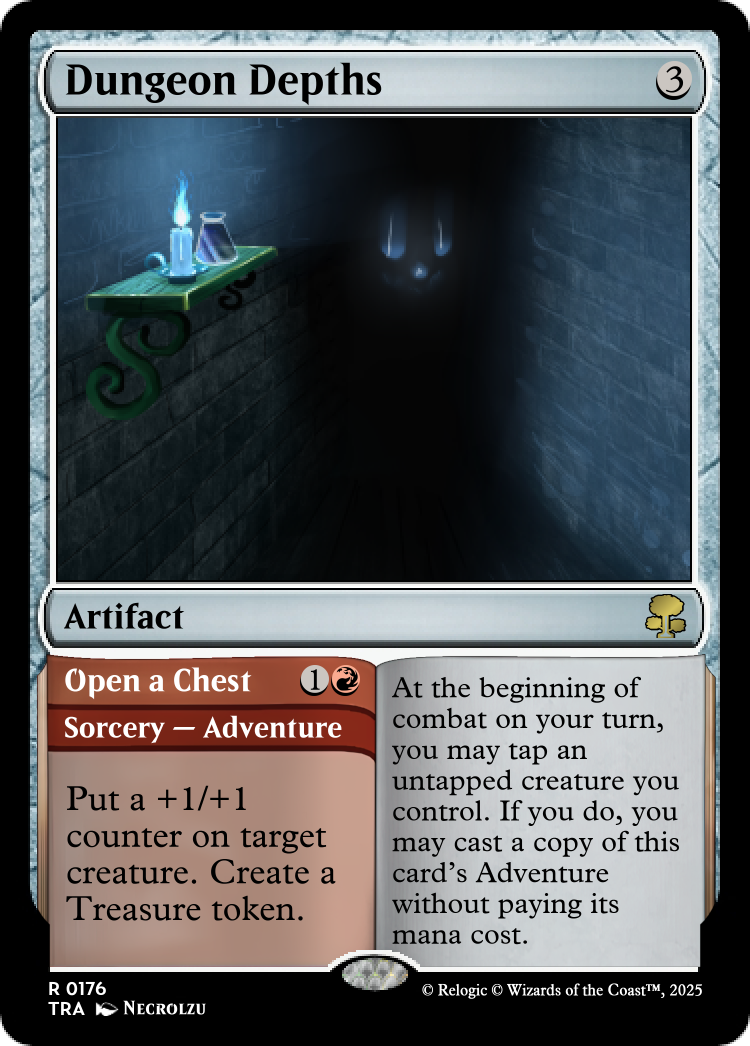 Dungeon Depths 3
Artifact
Open a Chest 1
Sorcery — Adventure
Put a +1/+1
counter on target
creature. Create a
Treasure token.
At the beginning of
combat on your turn,
you may tap an
untapped creature you
control. If you do, you
may cast a copy of this
card’s Adventure
without paying its
mana cost.
R 0176
TRA Necrolzu
© Relogic © Wizards of the Coast™, 2025